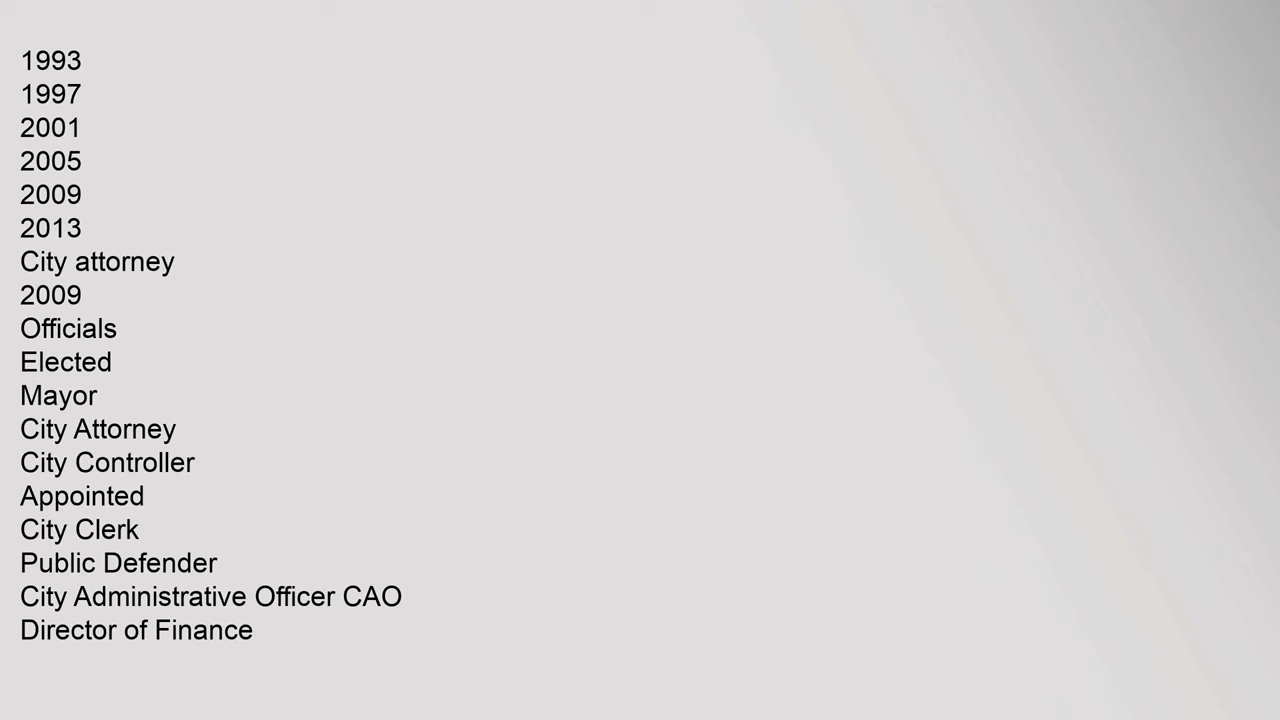 1993
1997
2001
2005
2009
2013
City attorney
2009
Officials
Elected
Mayor
City Attorney
City Controller
Appointed
City Clerk
Public Defender
City Administrative Officer CAO
Director of Finance